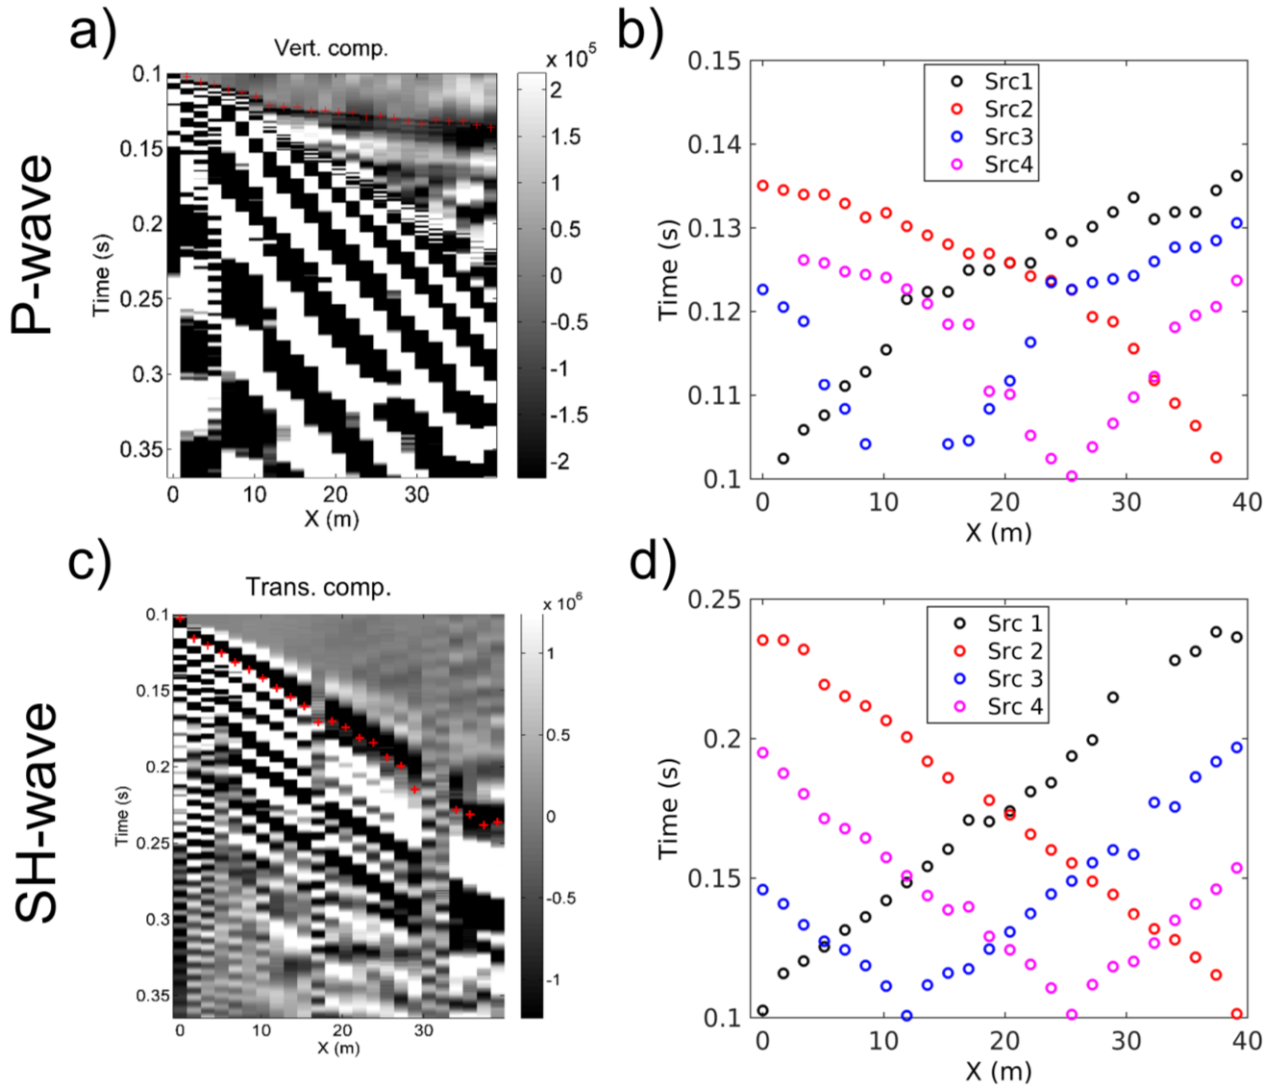 a)
Vert. comp.
x 10^5
P-wave
Time (s)
0.1
0.15
0.2
0.25
0.3
0.35
0 10 20 30
X (m)
2
1.5
1
0.5
0
-0.5
-1
-1.5
-2
b)
Time (s)
0.15
0.14
0.13
0.12
0.11
0.1
Src1
Src2
Src3
Src4
0 10 20 30 40
X (m)
c)
Trans. comp.
x 10^6
SH-wave
Time (s)
0.1
0.15
0.2
0.25
0.3
0.35
0 10 20 30
X (m)
1
0.5
0
-0.5
-1
d)
Time (s)
0.25
0.2
0.15
0.1
Src 1
Src 2
Src 3
Src 4
0 10 20 30 40
X (m)